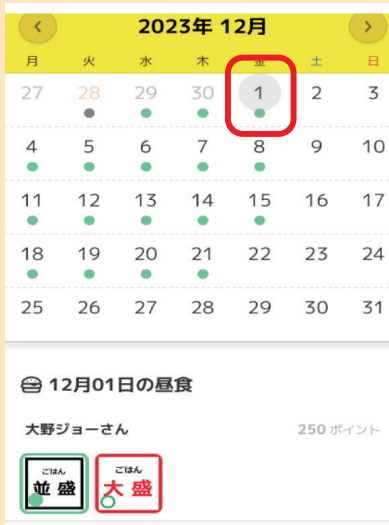 2023年 12月
月 火 水 木 金 土 日
27 28 29 30 1 2 3
4 5 6 7 8 9 10
11 12 13 14 15 16 17
18 19 20 21 22 23 24
25 26 27 28 29 30 31
12月01日の昼食
大野ジョーさん 250 ポイント
ごはん ごはん
並盛 大盛